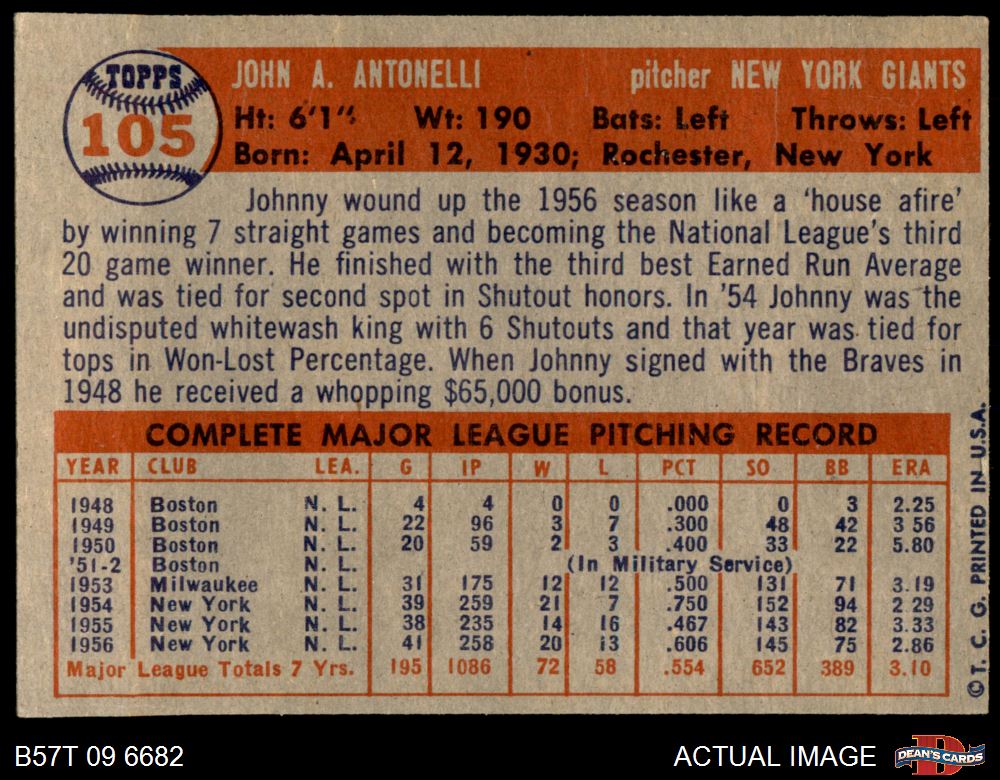 TOPPS
105
JOHN A. ANTONELLI pitcher NEW YORK GIANTS
Ht: 6'1" Wt: 190 Bats: Left Throws: Left
Born: April 12, 1930; Rochester, New York
Johnny wound up the 1956 season like a 'house afire'
by winning 7 straight games and becoming the National League's third
20 game winner. He finished with the third best Earned Run Average
and was tied for second spot in Shutout honors. In '54 Johnny was the
undisputed whitewash king with 6 Shutouts and that year was tied for
tops in Won-Lost Percentage. When Johnny signed with the Braves in
1948 he received a whopping $65,000 bonus.
COMPLETE MAJOR LEAGUE PITCHING RECORD
YEAR CLUB LEA. G IP W L PCT SO BB ERA
1948 Boston N. L. 4 4 0 0 .000 0 3 2.25
1949 Boston N. L. 22 96 3 7 .300 48 42 3 56
1950 Boston N. L. 20 59 2 3 .400 33 22 5.80
'51-2 Boston N. L. (In Military Service)
1953 Milwaukee N. L. 31 175 12 12 .500 131 71 3.19
1954 New York N. L. 39 259 21 7 .750 152 94 2 29
1955 New York N. L. 38 235 14 16 .467 143 82 3.33
1956 New York N. L. 41 258 20 13 .606 145 75 2.86
Major League Totals 7 Yrs. 195 1086 72 58 .554 652 389 3.10
© T. C. G. PRINTED IN U.S.A.
B57T 09 6682 ACTUAL IMAGE
DEAN'S CARDS